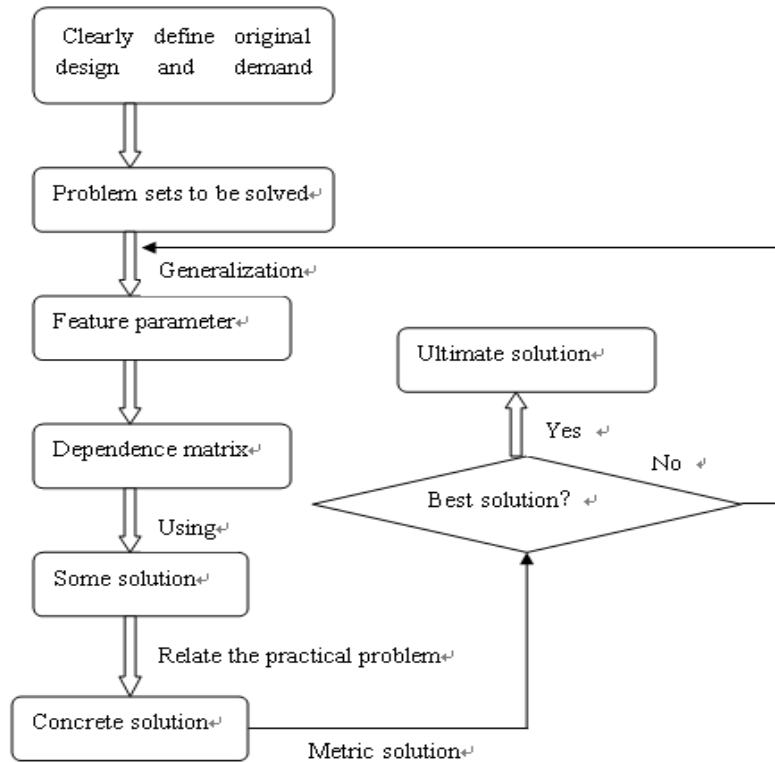 Clearly define original
design and demand
Problem sets to be solved↵
Generalization↵
Feature parameter↵
Dependence matrix↵
Using↵
Some solution↵
Relate the practical problem↵
Concrete solution↵
Metric solution↵
Ultimate solution↵
Yes ↵
No ↵
Best solution? ↵